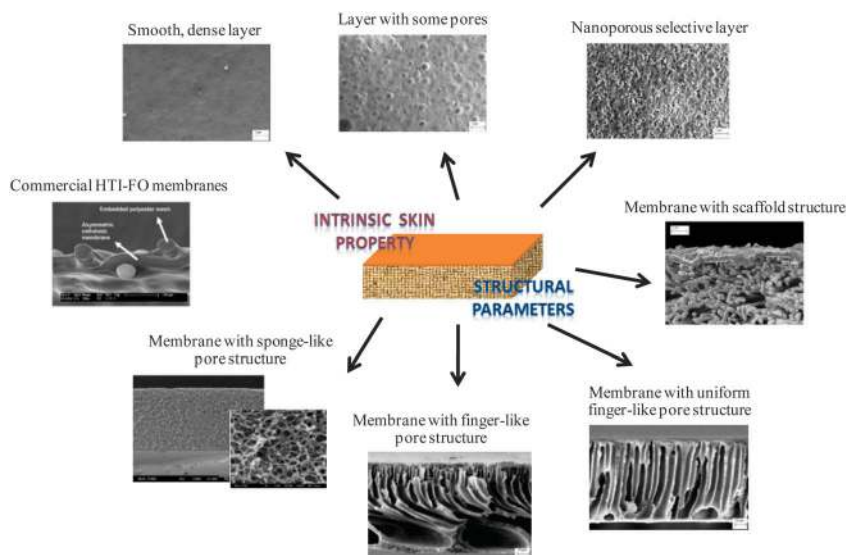 Smooth, dense layer
Layer with some pores
Nanoporous selective layer
Commercial HTI-FO membranes
Embedded polyester mesh
Asymmetric
membrane
INTRINSIC SKIN
PROPERTY
Membrane with scaffold structure
STRUCTURAL
PARAMETERS
Membrane with sponge-like
pore structure
Membrane with finger-like
pore structure
Membrane with uniform
finger-like pore structure